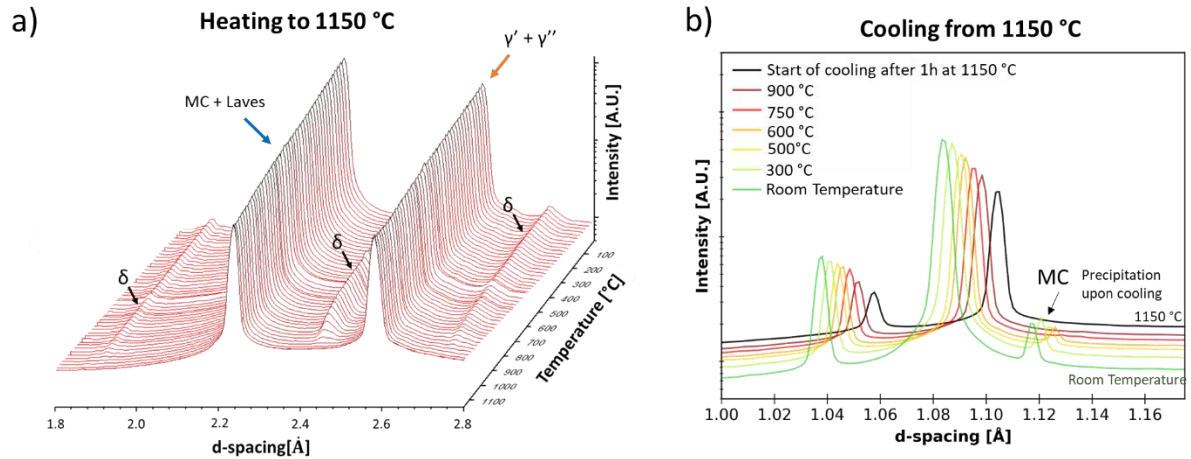 a)
Heating to 1150 °C
γ’ + γ’’
MC + Laves
δ
δ
δ
Intensity [A.U.]
100
200
300
400
500
600
700
800
900
1000
1100
Temperature [°C]
1.8
2.0
2.2
2.4
2.6
2.8
d-spacing[Å]
b)
Cooling from 1150 °C
Start of cooling after 1h at 1150 °C
900 °C
750 °C
600 °C
500°C
300 °C
Room Temperature
Intensity [A.U.]
MC
Precipitation
upon cooling
1150 °C
Room Temperature
1.00
1.02
1.04
1.06
1.08
1.10
1.12
1.14
1.16
d-spacing [Å]